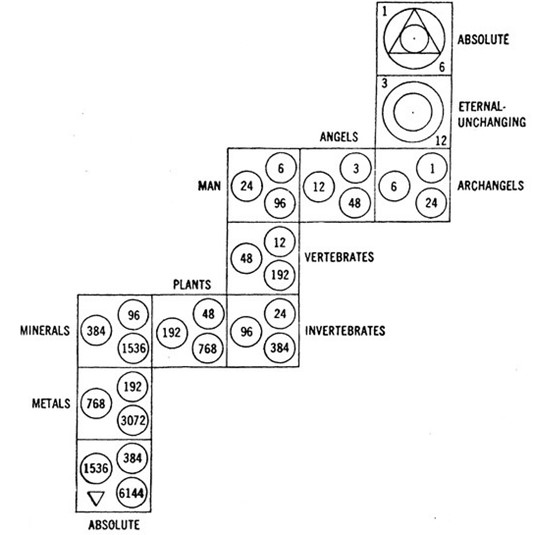 1
6
ABSOLUTE
3
12
ETERNAL-
UNCHANGING
ANGELS
MAN
24 6 96
12 3 48
6 1 24
ARCHANGELS
48 12 192
VERTEBRATES
PLANTS
MINERALS
384 96 1536
192 48 768
96 24 384
INVERTEBRATES
METALS
768 192 3072
1536 384 6144
ABSOLUTE